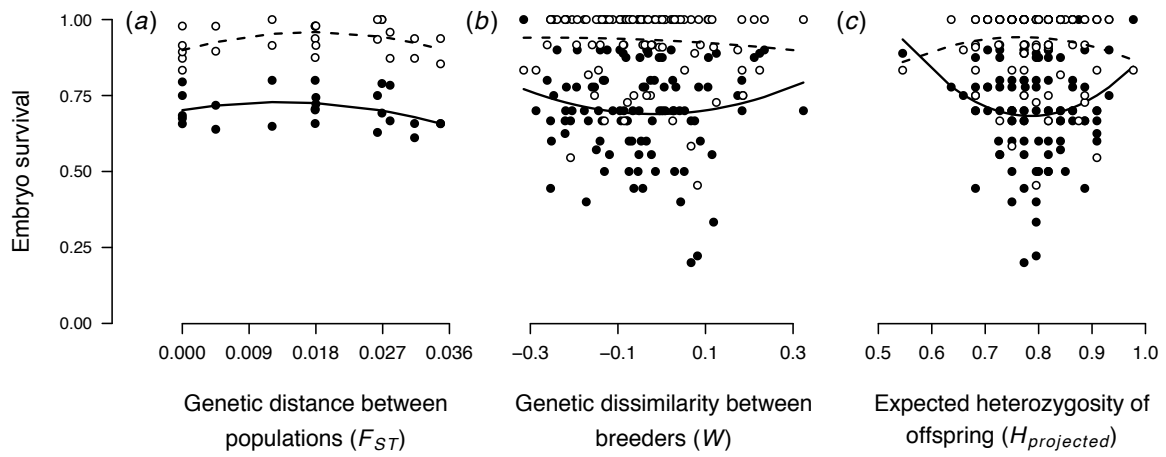 Embryo survival
1.00
0.75
0.50
0.25
0.00
(a)
0.000 0.009 0.018 0.027 0.036
Genetic distance between
populations (F_ST)
(b)
−0.3 −0.1 0.1 0.3
Genetic dissimilarity between
breeders (W)
(c)
0.5 0.6 0.7 0.8 0.9 1.0
Expected heterozygosity of
offspring (H_projected)